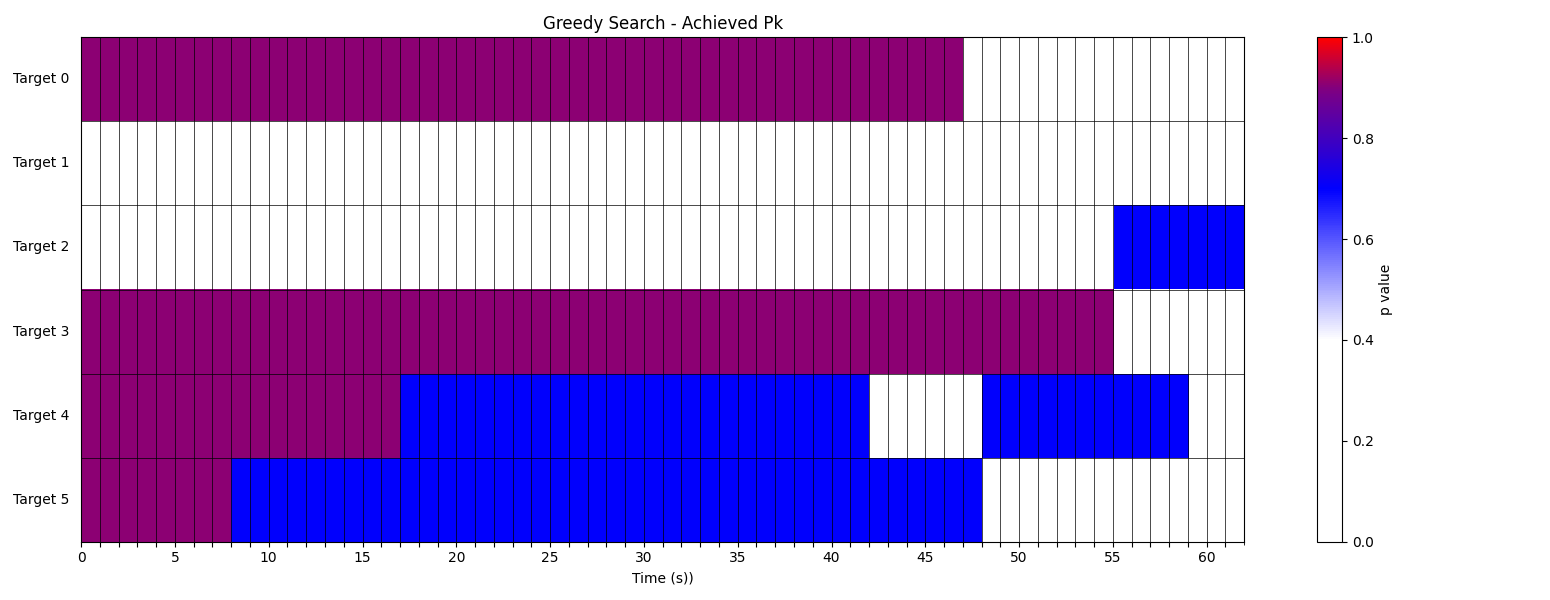 Greedy Search - Achieved Pk
Target 0
Target 1
Target 2
Target 3
Target 4
Target 5
0 5 10 15 20 25 30 35 40 45 50 55 60
Time (s))
1.0
0.8
0.6
0.4
0.2
0.0
p value